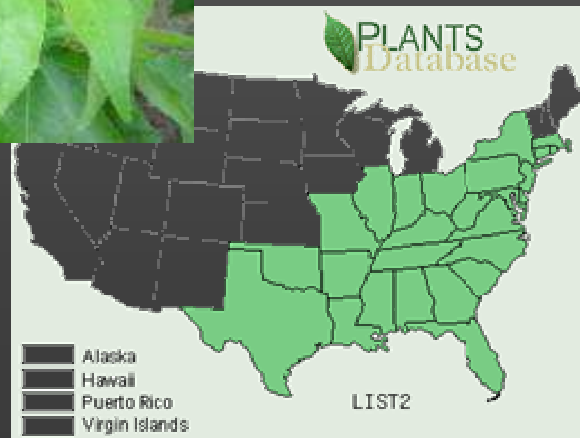 PLANTS
Database
Alaska
Hawaii
Puerto Rico
Virgin Islands
LIST2